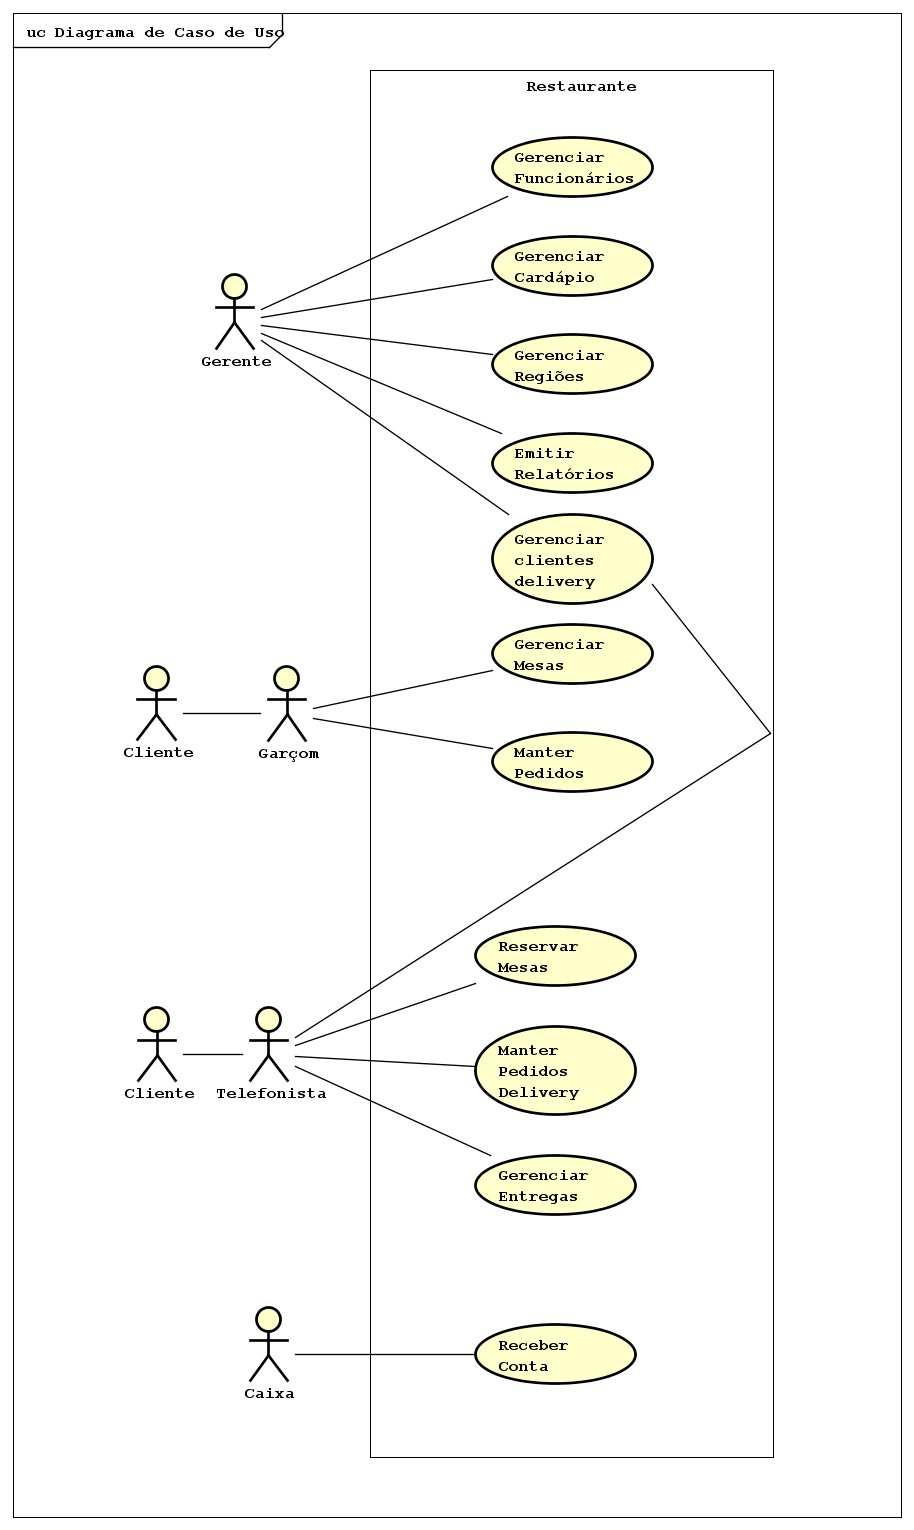 uc Diagrama de Caso de Uso
Restaurante
Gerenciar
Funcionários
Gerenciar
Cardápio
Gerente
Gerenciar
Regiões
Emitir
Relatórios
Gerenciar
clientes
delivery
Gerenciar
Mesas
Cliente
Garçom
Manter
Pedidos
Reservar
Mesas
Manter
Pedidos
Delivery
Cliente
Telefonista
Gerenciar
Entregas
Receber
Conta
Caixa